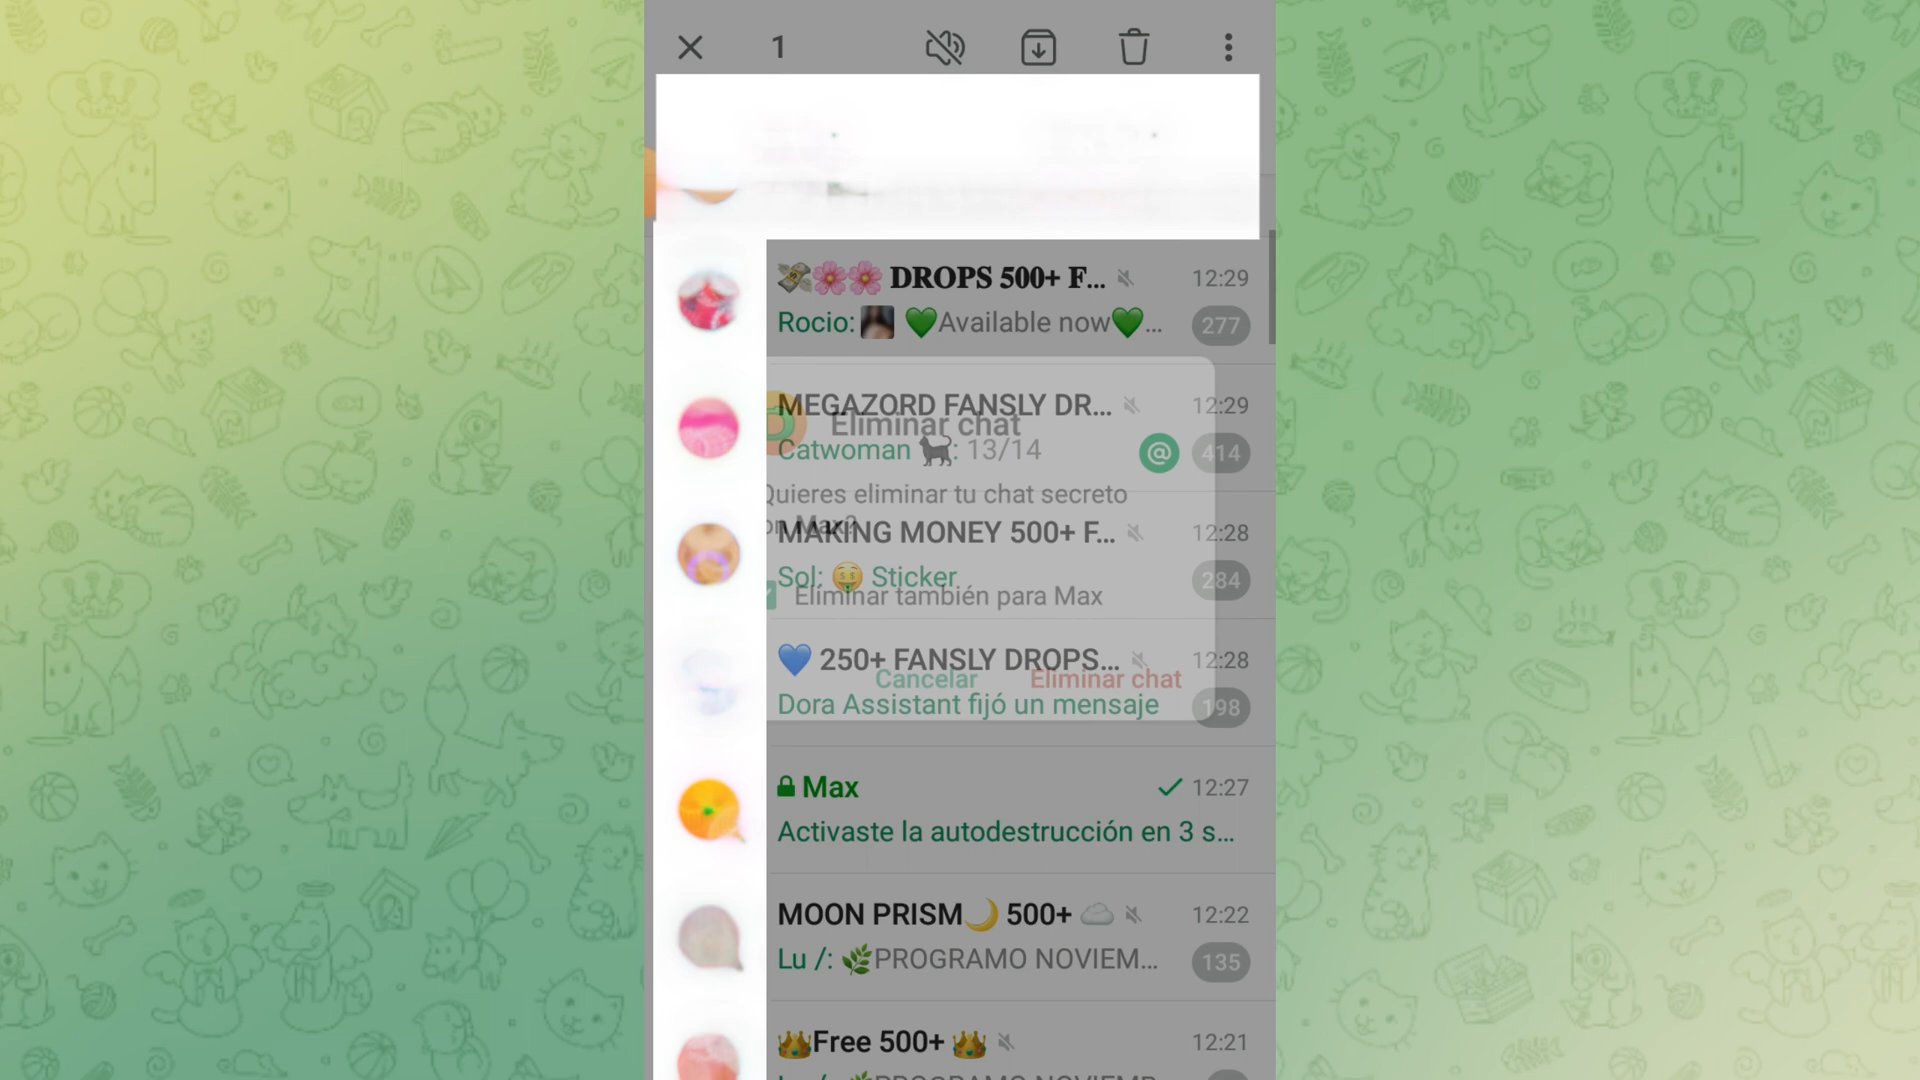 1
💸🌸🌸 DROPS 500+ F... 12:29
Rocio: 💚Available now💚... 277
MEGAZORD FANSLY DR... 12:29
Eliminar chat
Catwoman 🐈‍⬛: 13/14 @ 414
Quieres eliminar tu chat secreto
on Max?
MAKING MONEY 500+ F... 12:28
Sol: 🤑 Sticker 284
Eliminar también para Max
💙 250+ FANSLY DROPS... 12:28
Cancelar Eliminar chat
Dora Assistant fijó un mensaje 198
Max 12:27
Activaste la autodestrucción en 3 s...
MOON PRISM🌙 500+ ☁️ 12:22
Lu /: 🌿PROGRAMO NOVIEM... 135
👑Free 500+ 👑 12:21